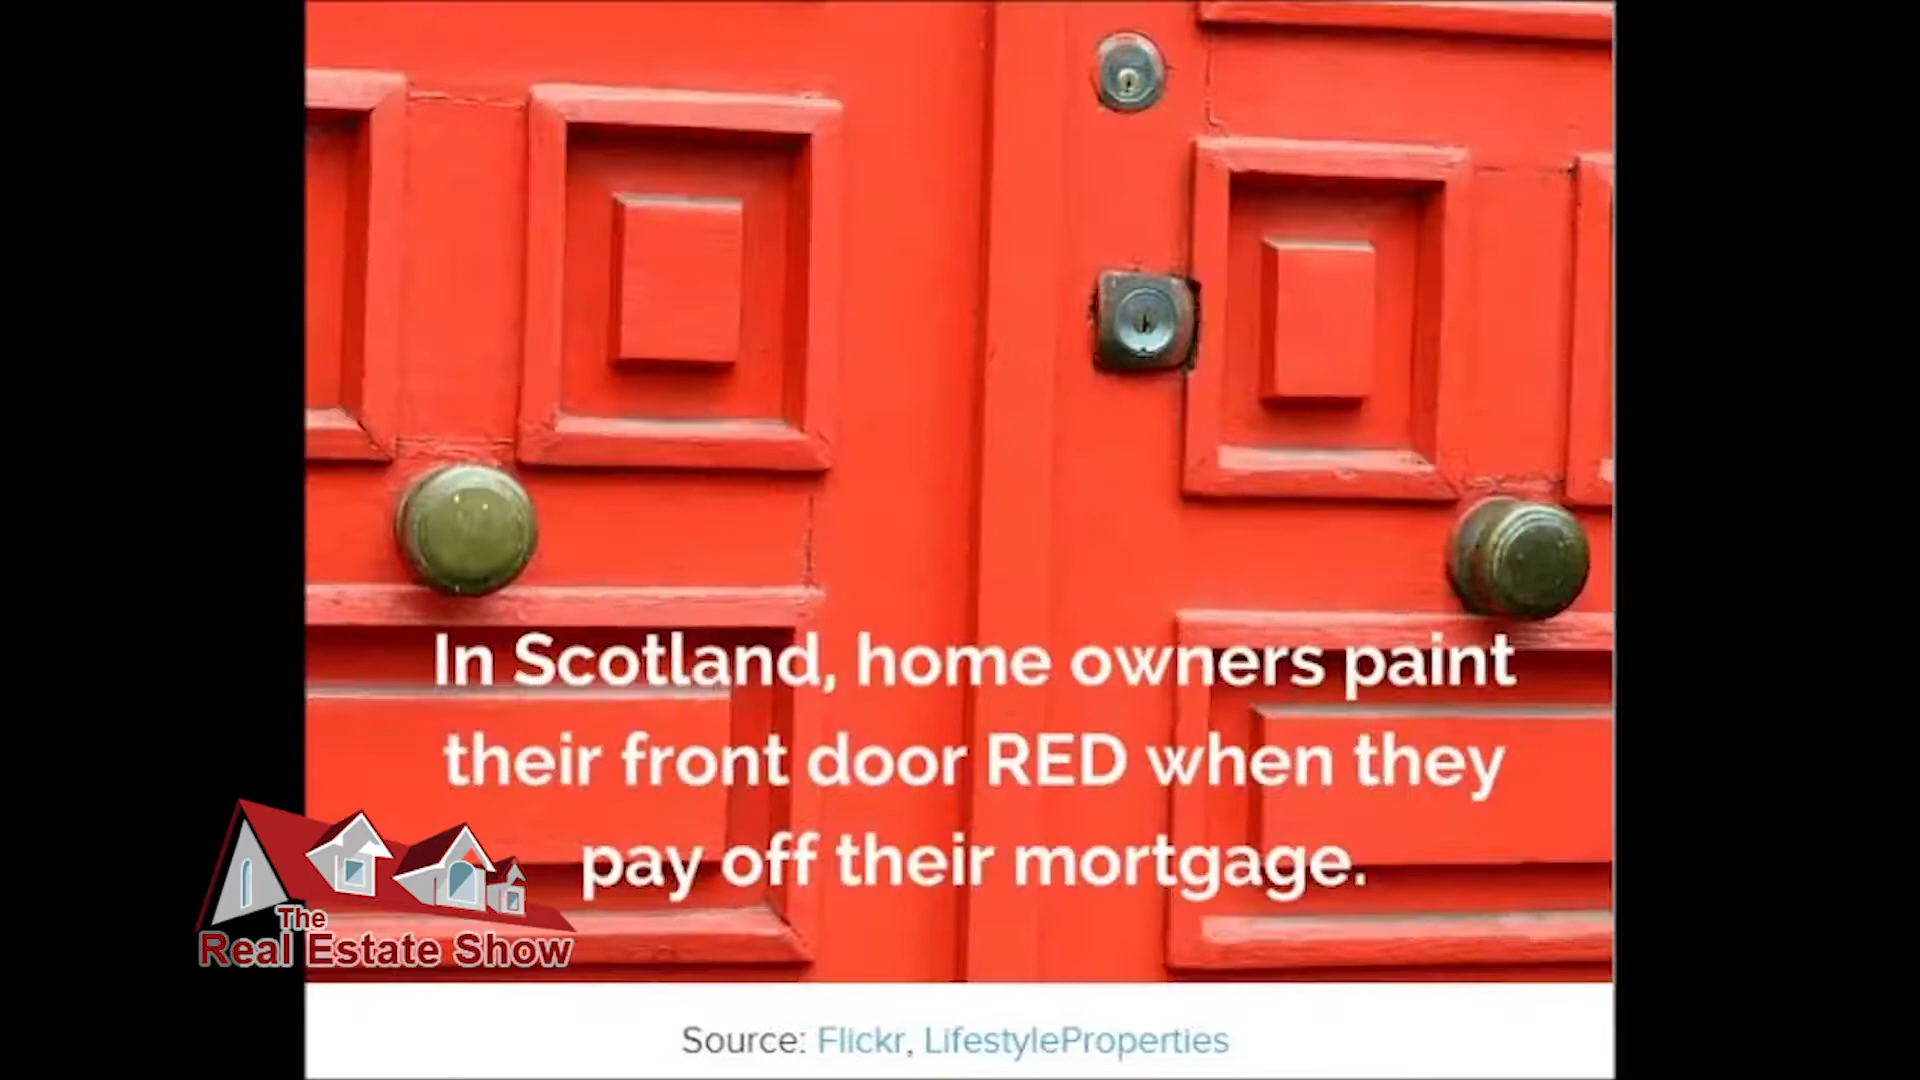 In Scotland, home owners paint
their front door RED when they
pay off their mortgage.
The
Real Estate Show
Source: Flickr, LifestyleProperties